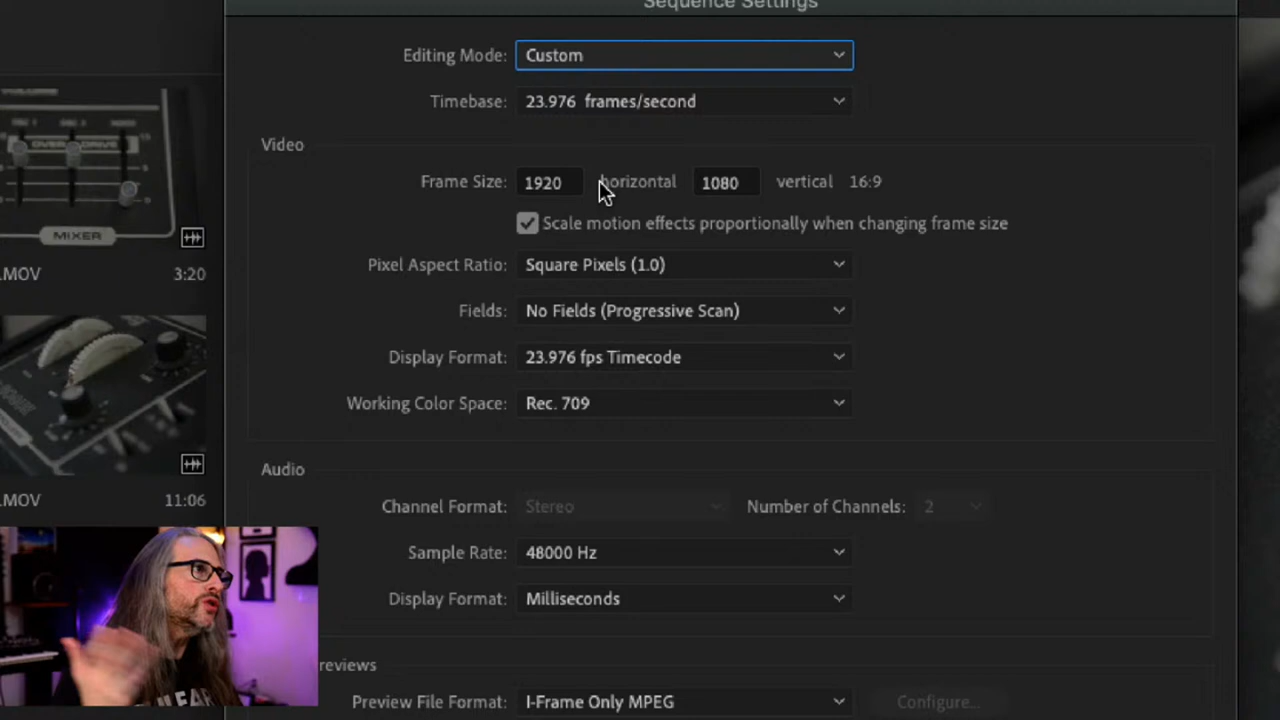 Sequence Settings
Editing Mode: Custom
Timebase: 23.976 frames/second
Video
Frame Size: 1920 horizontal 1080 vertical 16:9
Scale motion effects proportionally when changing frame size
Pixel Aspect Ratio: Square Pixels (1.0)
Fields: No Fields (Progressive Scan)
Display Format: 23.976 fps Timecode
Working Color Space: Rec. 709
Audio
Channel Format: Stereo Number of Channels: 2
Sample Rate: 48000 Hz
Display Format: Milliseconds
reviews
Preview File Format: I-Frame Only MPEG Configure...
OVER DRIVE
MIXER
.MOV 3:20
.MOV 11:06